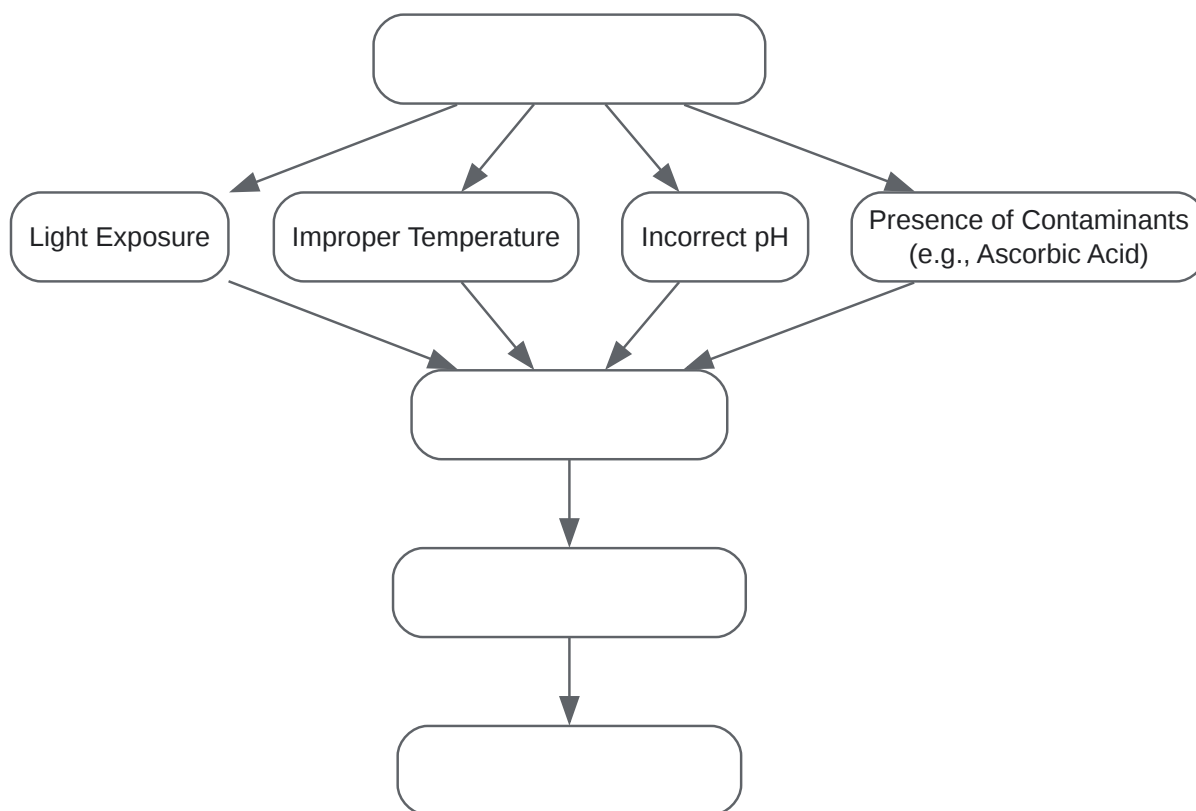 Light Exposure
Improper Temperature
Incorrect pH
Presence of Contaminants
(e.g., Ascorbic Acid)